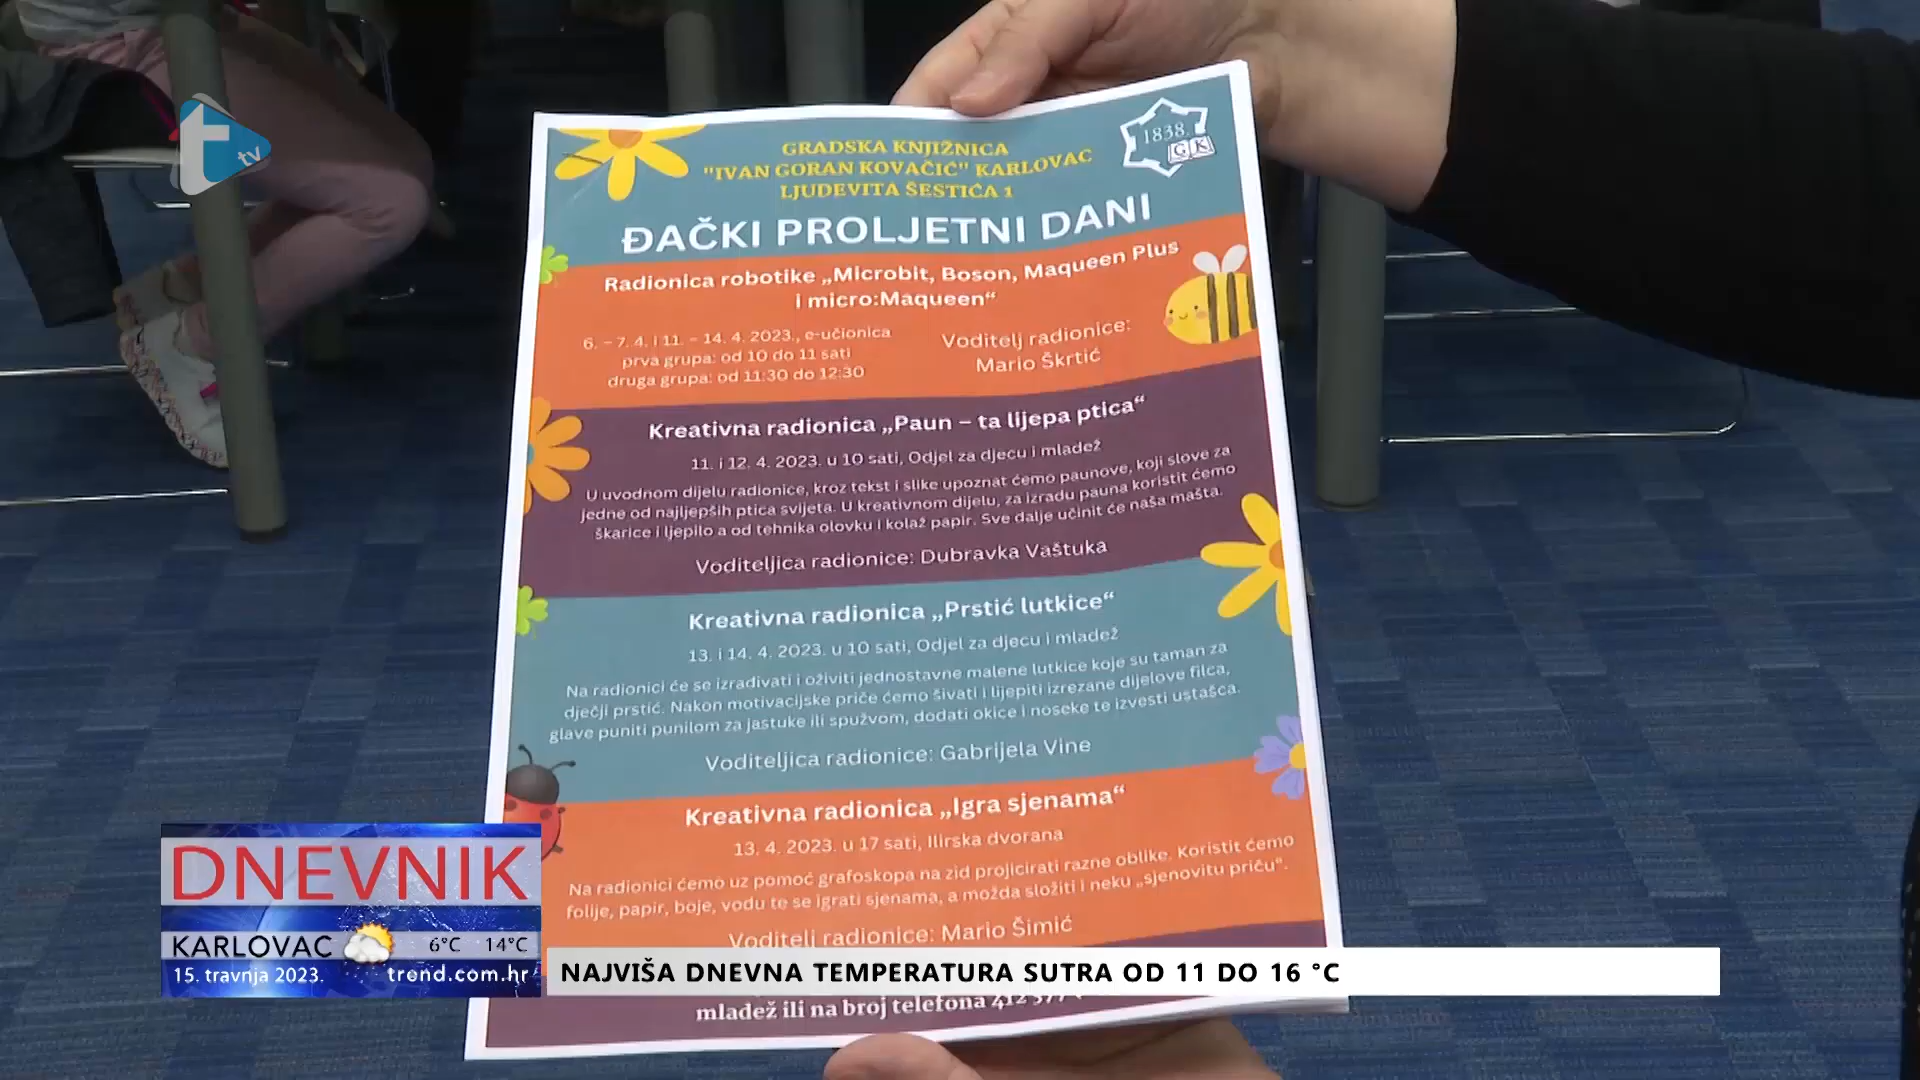 t tv
GRADSKA KNJIŽNICA
"IVAN GORAN KOVAČIĆ" KARLOVAC
LJUDEVITA ŠESTIĆA 1
1838.
GK
ĐAČKI PROLJETNI DANI
Radionica robotike „Microbit, Boson, Maqueen Plus
i micro:Maqueen“
6. – 7. 4. i 11. – 14. 4. 2023., e-učionica
prva grupa: od 10 do 11 sati
druga grupa: od 11:30 do 12:30
Voditelj radionice:
Mario Škrtić
Kreativna radionica „Paun – ta lijepa ptica“
11. i 12. 4. 2023. u 10 sati, Odjel za djecu i mladež
U uvodnom dijelu radionice, kroz tekst i slike upoznat ćemo paunove, koji slove za
jedne od najljepših ptica svijeta. U kreativnom dijelu, za izradu pauna koristit ćemo
škarice i ljepilo a od tehnika olovku i kolaž papir. Sve dalje učinit će naša mašta.
Voditeljica radionice: Dubravka Vaštuka
Kreativna radionica „Prstić lutkice“
13. i 14. 4. 2023. u 10 sati, Odjel za djecu i mladež
Na radionici će se izrađivati i oživiti jednostavne malene lutkice koje su taman za
dječji prstić. Nakon motivacijske priče ćemo šivati i lijepiti izrezane dijelove filca,
glave puniti punilom za jastuke ili spužvom, dodati okice i noseke te izvesti ustašca.
Voditeljica radionice: Gabrijela Vine
Kreativna radionica „Igra sjenama“
13. 4. 2023. u 17 sati, Ilirska dvorana
Na radionici ćemo uz pomoć grafoskopa na zid projicirati razne oblike. Koristit ćemo
folije, papir, boje, vodu te se igrati sjenama, a možda složiti i neku „sjenovitu priču“.
Voditelj radionice: Mario Šimić
mladež ili na broj telefona 412 377
DNEVNIK
KARLOVAC 6°C 14°C
15. travnja 2023. trend.com.hr
NAJVIŠA DNEVNA TEMPERATURA SUTRA OD 11 DO 16 °C